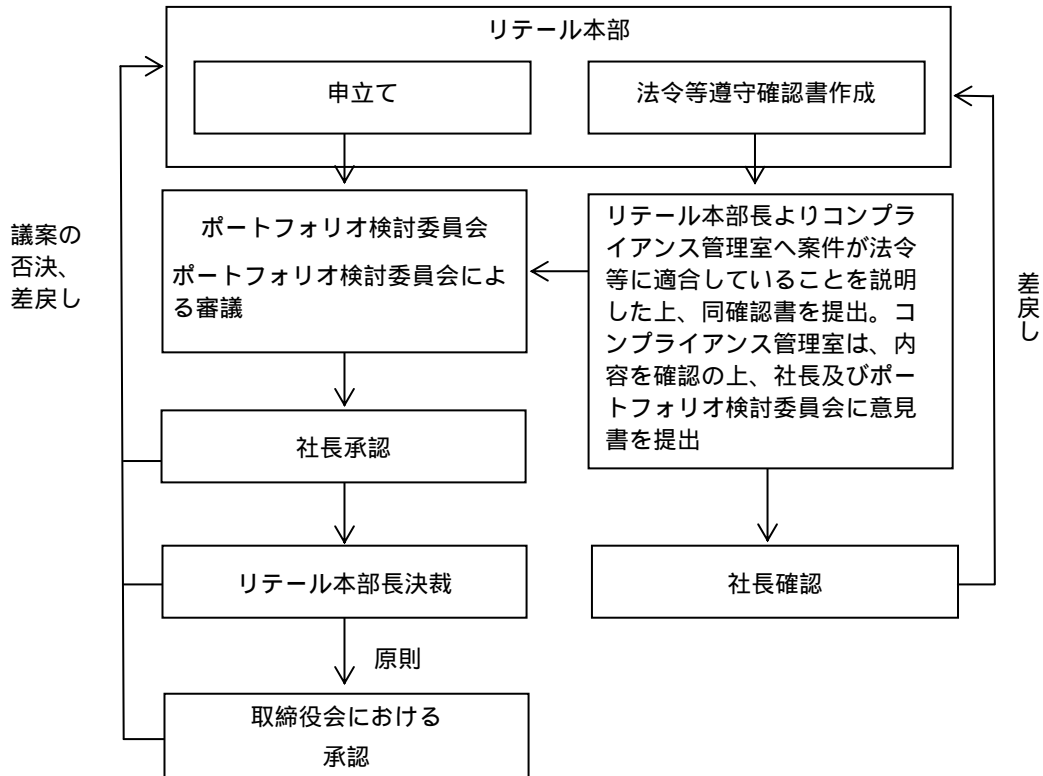 リテール本部
申立て
法令等遵守確認書作成
議案の
否決、
差戻し
ポートフォリオ検討委員会
ポートフォリオ検討委員会によ
る審議
リテール本部長よりコンプラ
イアンス管理室へ案件が法令
等に適合していることを説明
した上、同確認書を提出。コ
ンプライアンス管理室は、内
容を確認の上、社長及びポー
トフォリオ検討委員会に意見
書を提出
差戻し
社長承認
リテール本部長決裁
社長確認
原則
取締役会における
承認